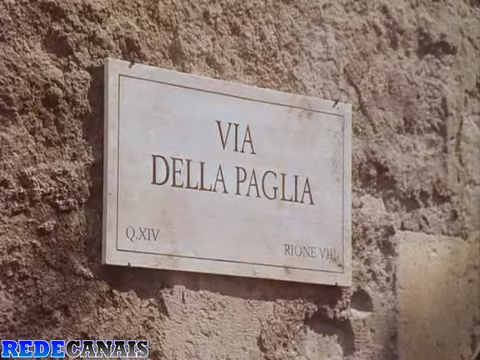 VIA
DELLA PAGLIA
Q.XIV
RIONE VIII
REDECANAIS